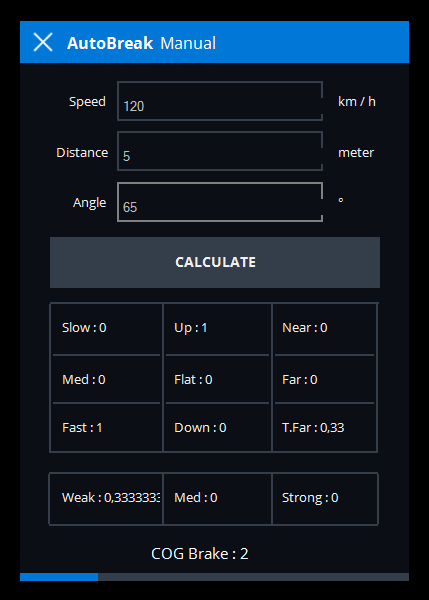 AutoBreak Manual
Speed 120 km / h
Distance 5 meter
Angle 65 °
CALCULATE
Slow : 0 Up : 1 Near : 0
Med : 0 Flat : 0 Far : 0
Fast : 1 Down : 0 T.Far : 0,33
Weak : 0,3333333 Med : 0 Strong : 0
COG Brake : 2